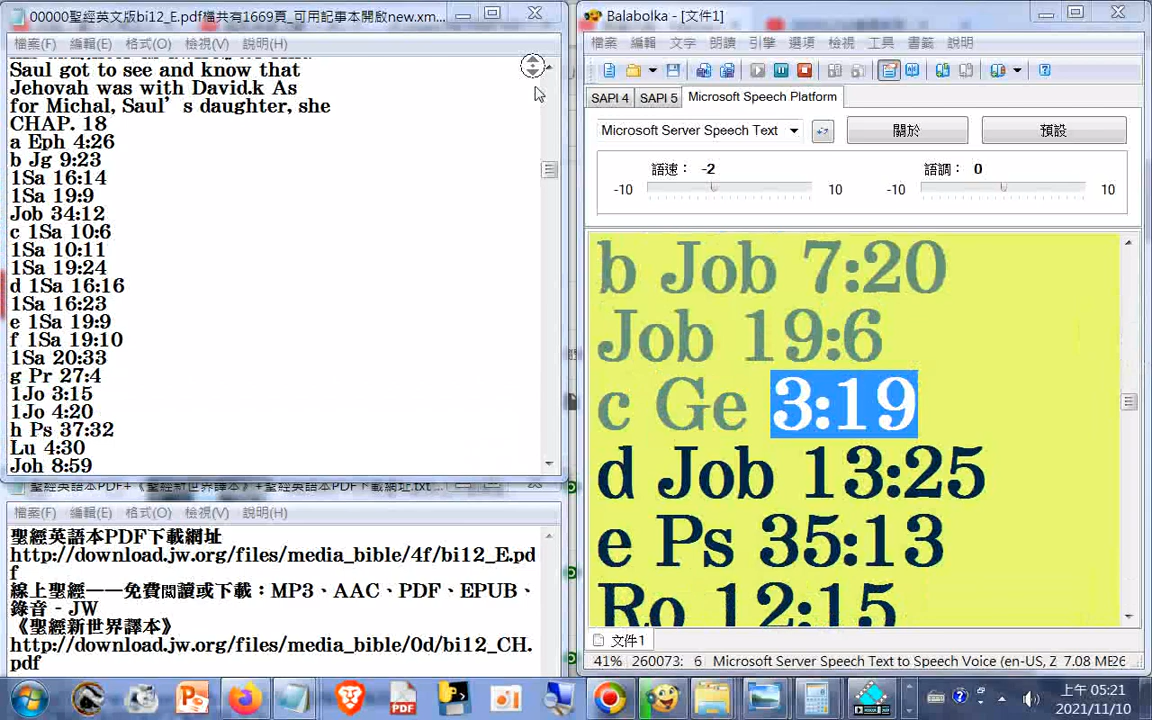 00000聖經英文版bi12_E.pdf檔共有1669頁_可用記事本開啟new.xm...
檔案(F) 編輯(E) 格式(O) 檢視(V) 說明(H)
Saul got to see and know that
Jehovah was with David.k As
for Michal, Saul’s daughter, she
CHAP. 18
a Eph 4:26
b Jg 9:23
1Sa 16:14
1Sa 19:9
Job 34:12
c 1Sa 10:6
1Sa 10:11
1Sa 19:24
d 1Sa 16:16
1Sa 16:23
e 1Sa 19:9
f 1Sa 19:10
1Sa 20:33
g Pr 27:4
1Jo 3:15
1Jo 4:20
h Ps 37:32
Lu 4:30
Joh 8:59
聖經英語本PDF+《聖經新世界譯本》+聖經英語本PDF下載網址.txt ...
檔案(F) 編輯(E) 格式(O) 檢視(V) 說明(H)
聖經英語本PDF下載網址
http://download.jw.org/files/media_bible/4f/bi12_E.pd
f
線上聖經——免費閱讀或下載：MP3、AAC、PDF、EPUB、
錄音 - JW
《聖經新世界譯本》
http://download.jw.org/files/media_bible/0d/bi12_CH.
pdf
Balabolka - [文件1]
檔案 編輯 文字 朗讀 引擎 選項 檢視 工具 書籤 說明
SAPI 4 SAPI 5 Microsoft Speech Platform
Microsoft Server Speech Text 關於 預設
語速： -2 語調： 0
-10 10 -10 10
b Job 7:20
Job 19:6
c Ge 3:19
d Job 13:25
e Ps 35:13
Ro 12:15
文件1
41% 260073: 6 Microsoft Server Speech Text to Speech Voice (en-US, Z 7.08 ME26
上午 05:21
2021/11/10